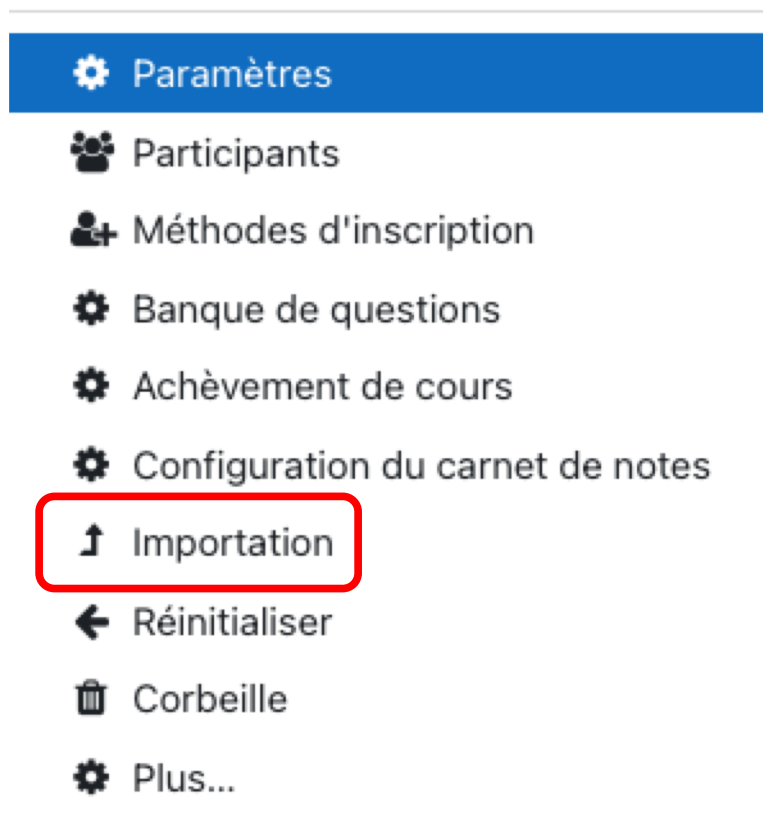 Paramètres
Participants
Méthodes d'inscription
Banque de questions
Achèvement de cours
Configuration du carnet de notes
Importation
Réinitialiser
Corbeille
Plus...